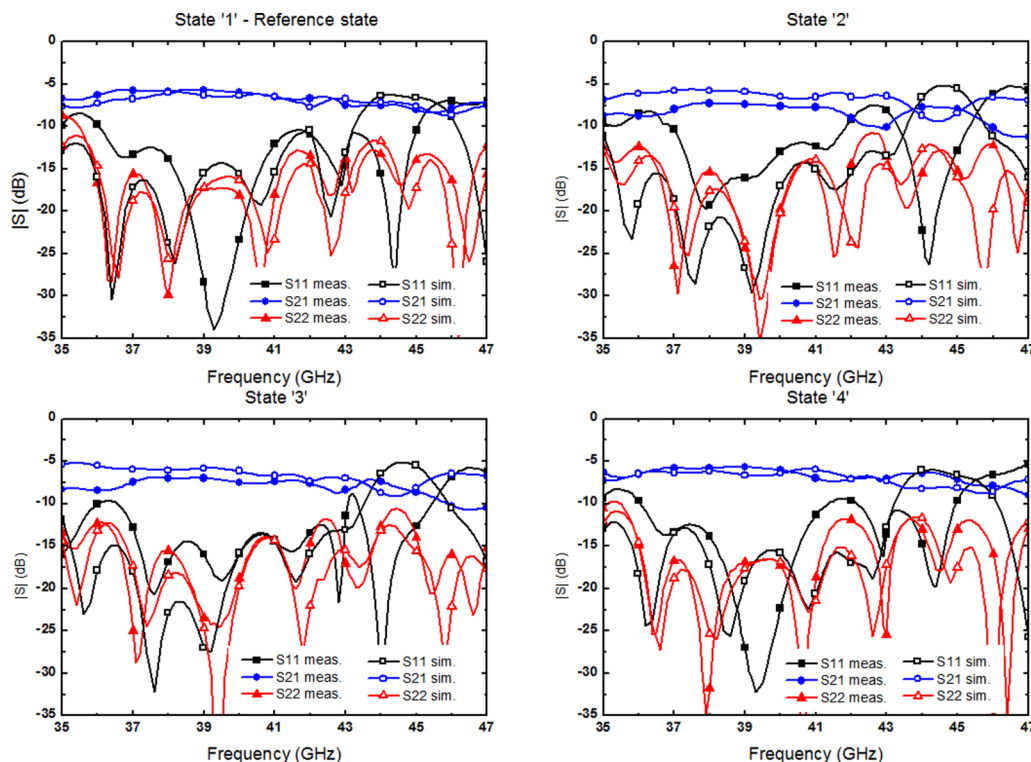 State '1' - Reference state
0
-5
-10
-15
-20
-25
-30
-35
|S| (dB)
S11 meas.
S21 meas.
S22 meas.
S11 sim.
S21 sim.
S22 sim.
35 37 39 41 43 45 47
Frequency (GHz)
State '2'
0
-5
-10
-15
-20
-25
-30
-35
|S| (dB)
S11 meas.
S21 meas.
S22 meas.
S11 sim.
S21 sim.
S22 sim.
35 37 39 41 43 45 47
Frequency (GHz)
State '3'
0
-5
-10
-15
-20
-25
-30
-35
|S| (dB)
S11 meas.
S21 meas.
S22 meas.
S11 sim.
S21 sim.
S22 sim.
35 37 39 41 43 45 47
Frequency (GHz)
State '4'
0
-5
-10
-15
-20
-25
-30
-35
|S| (dB)
S11 meas.
S21 meas.
S22 meas.
S11 sim.
S21 sim.
S22 sim.
35 37 39 41 43 45 47
Frequency (GHz)